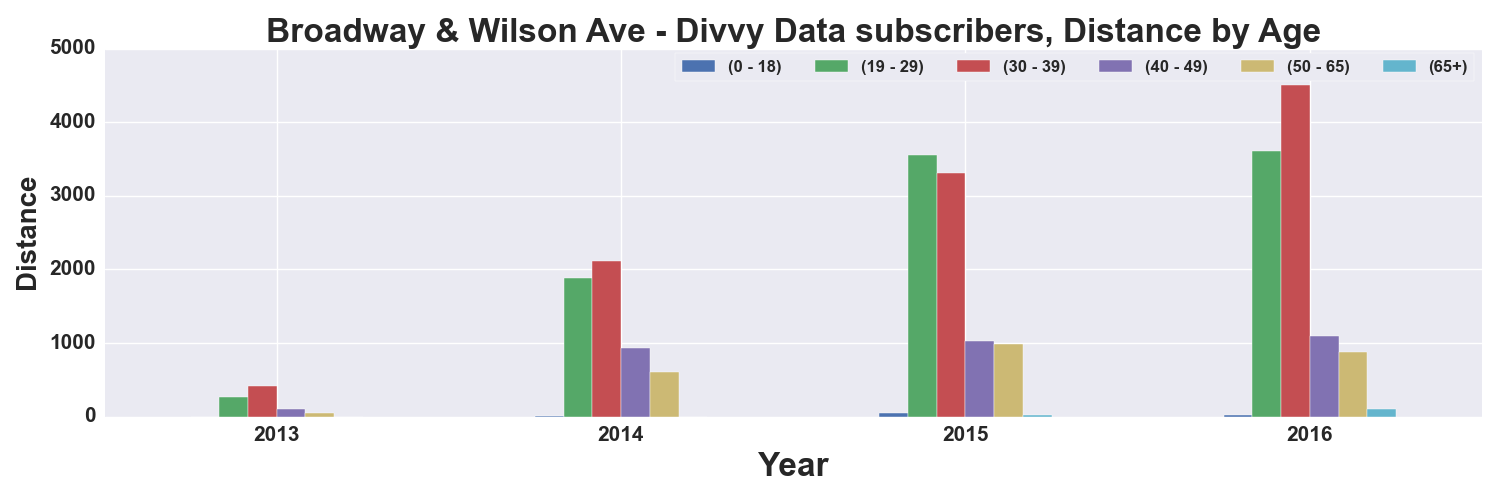 Broadway & Wilson Ave - Divvy Data subscribers, Distance by Age
(0 - 18) (19 - 29) (30 - 39) (40 - 49) (50 - 65) (65+)
Distance
5000
4000
3000
2000
1000
0
2013 2014 2015 2016
Year